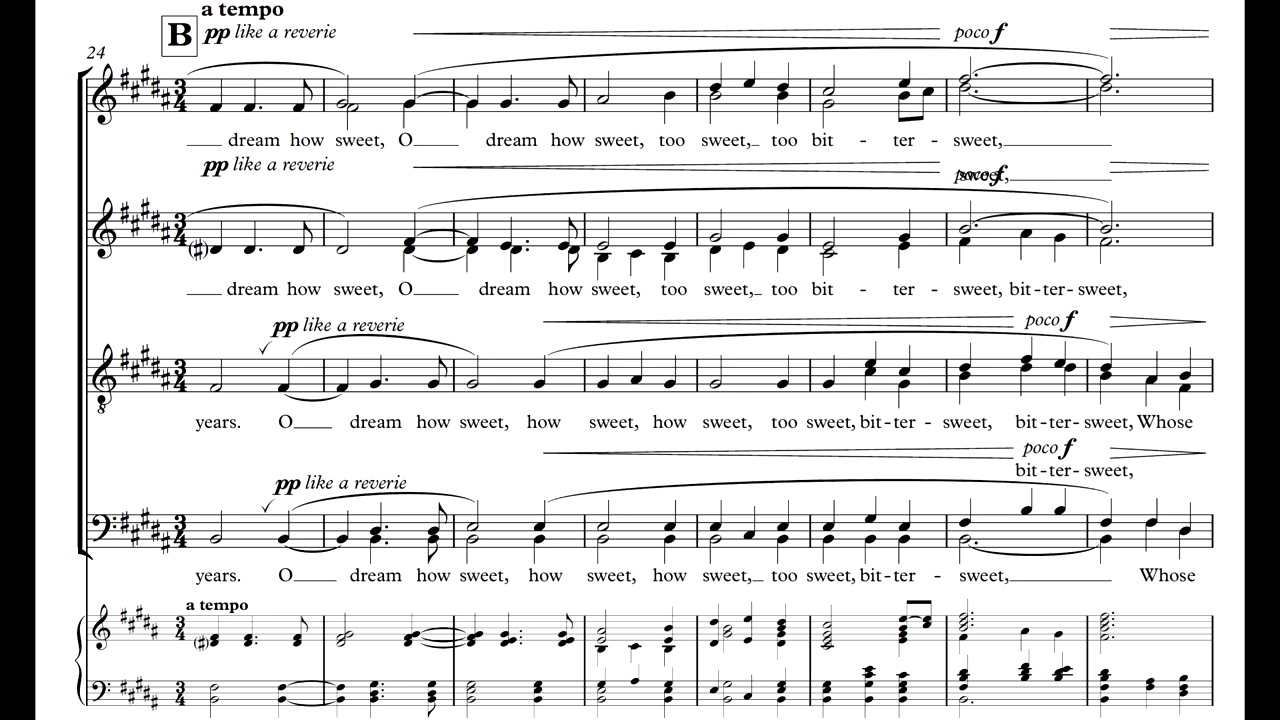 a tempo
B pp like a reverie poco f
24
dream how sweet, O dream how sweet, too sweet, too bit - ter - sweet,
pp like a reverie
sweet,
dream how sweet, O dream how sweet, too sweet, too bit - ter - sweet, bit-ter-sweet,
pp like a reverie poco f
years. O dream how sweet, how sweet, how sweet, too sweet, bit-ter - sweet, bit-ter-sweet, Whose
poco f
bit-ter-sweet,
pp like a reverie
years. O dream how sweet, how sweet, how sweet, too sweet, bit-ter - sweet, Whose
a tempo